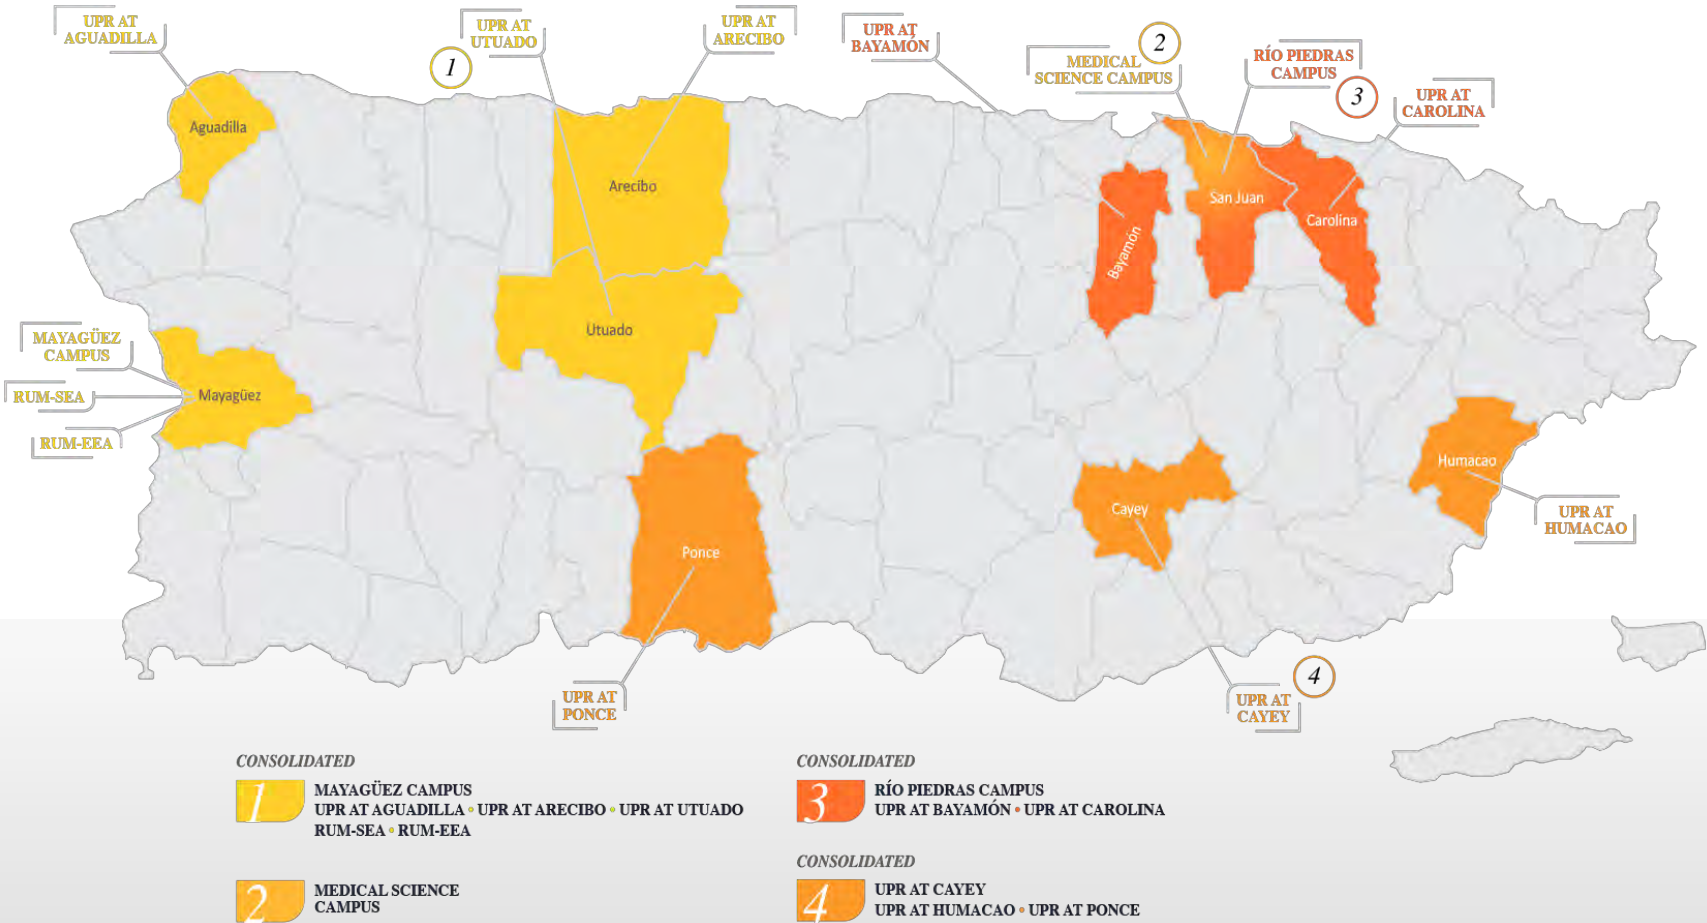 UPR AT
AGUADILLA
UPR AT
UTUADO
1
UPR AT
ARECIBO
UPR AT
BAYAMÓN
2
MEDICAL
SCIENCE CAMPUS
RÍO PIEDRAS
CAMPUS
3
UPR AT
CAROLINA
Aguadilla
Arecibo
San Juan
Carolina
Bayamón
Utuado
MAYAGÜEZ
CAMPUS
RUM-SEA
RUM-EEA
Mayagüez
Humacao
UPR AT
HUMACAO
Cayey
Ponce
UPR AT
PONCE
4
UPR AT
CAYEY
CONSOLIDATED
1
MAYAGÜEZ CAMPUS
UPR AT AGUADILLA • UPR AT ARECIBO • UPR AT UTUADO
RUM-SEA • RUM-EEA
2
MEDICAL SCIENCE
CAMPUS
CONSOLIDATED
3
RÍO PIEDRAS CAMPUS
UPR AT BAYAMÓN • UPR AT CAROLINA
CONSOLIDATED
4
UPR AT CAYEY
UPR AT HUMACAO • UPR AT PONCE